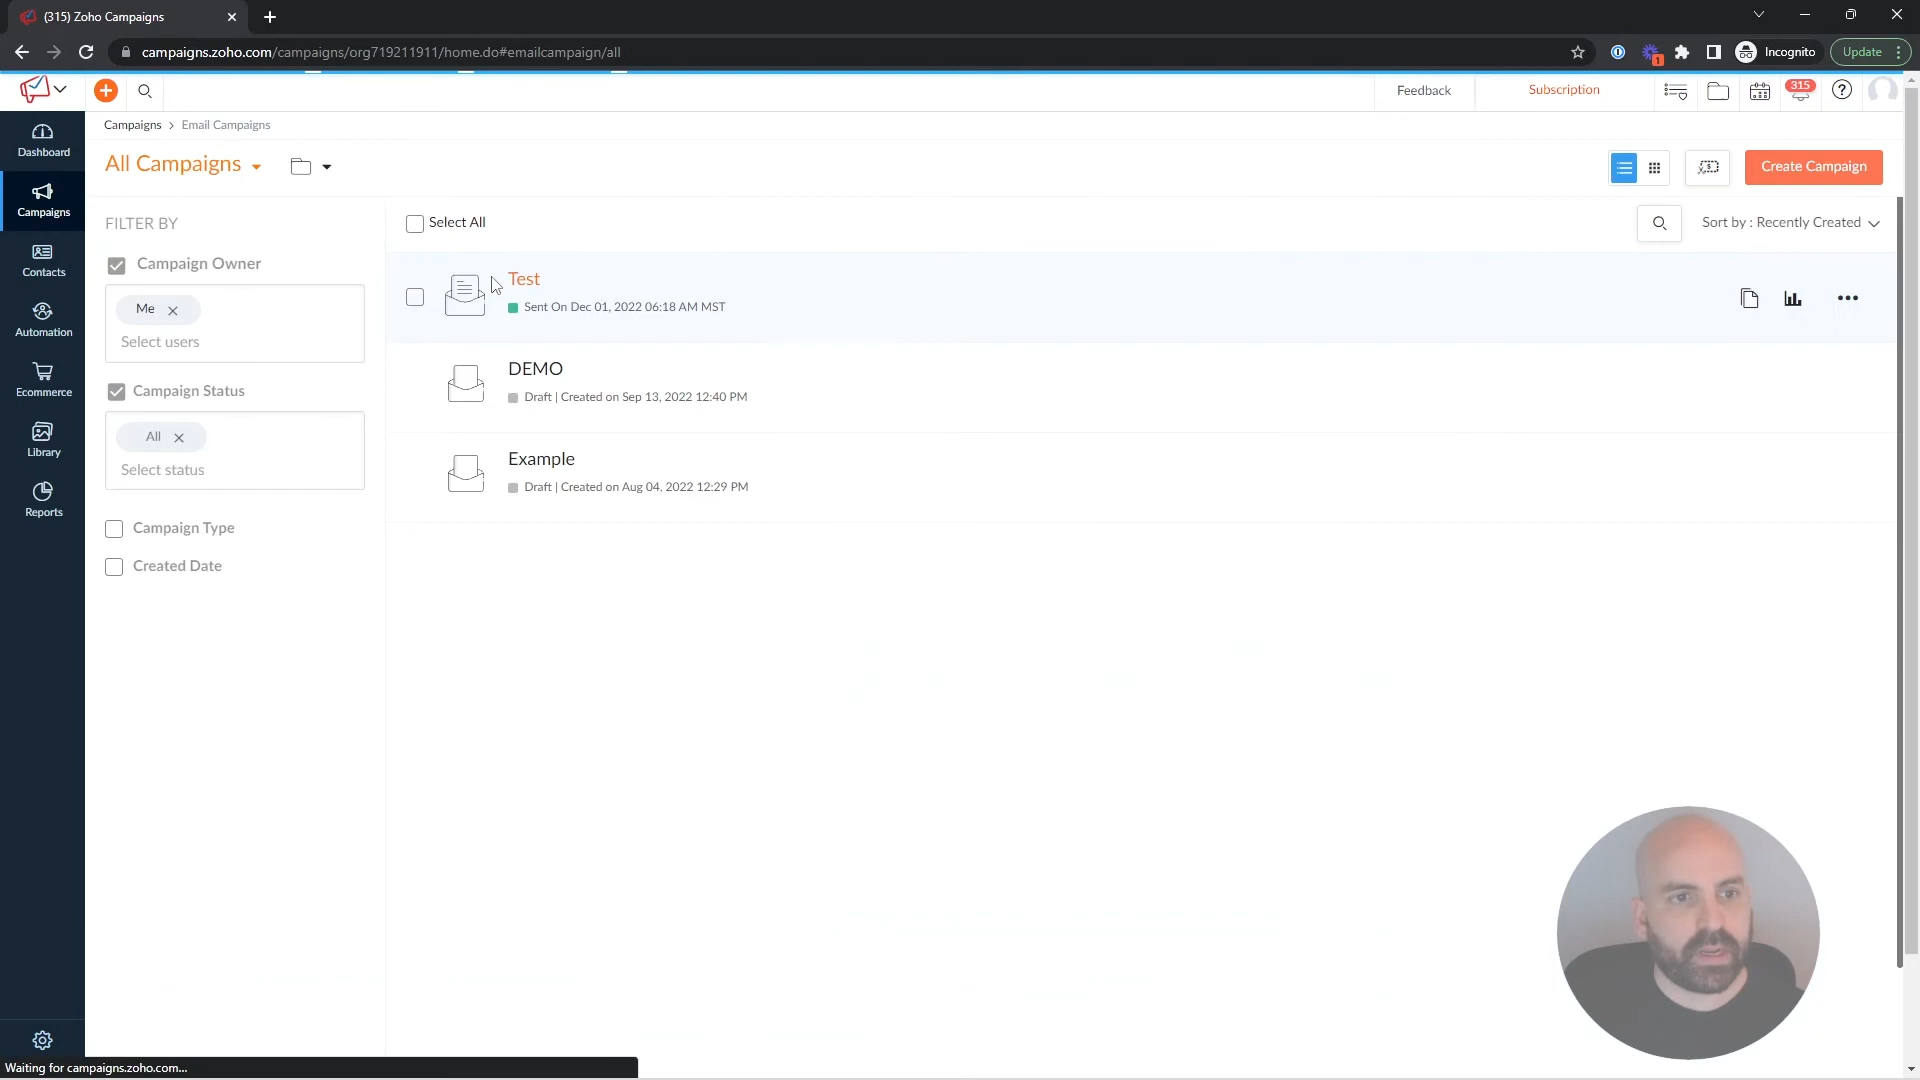 (315) Zoho Campaigns
campaigns.zoho.com/campaigns/org719211911/home.do#emailcampaign/all
1
Incognito
Update
Feedback
Subscription
315
Campaigns > Email Campaigns
Dashboard
Campaigns
Contacts
Automation
Ecommerce
Library
Reports
All Campaigns
Create Campaign
FILTER BY
Campaign Owner
Me
Select users
Campaign Status
All
Select status
Campaign Type
Created Date
Select All
Sort by : Recently Created
Test
Sent On Dec 01, 2022 06:18 AM MST
DEMO
Draft | Created on Sep 13, 2022 12:40 PM
Example
Draft | Created on Aug 04, 2022 12:29 PM
Waiting for campaigns.zoho.com...